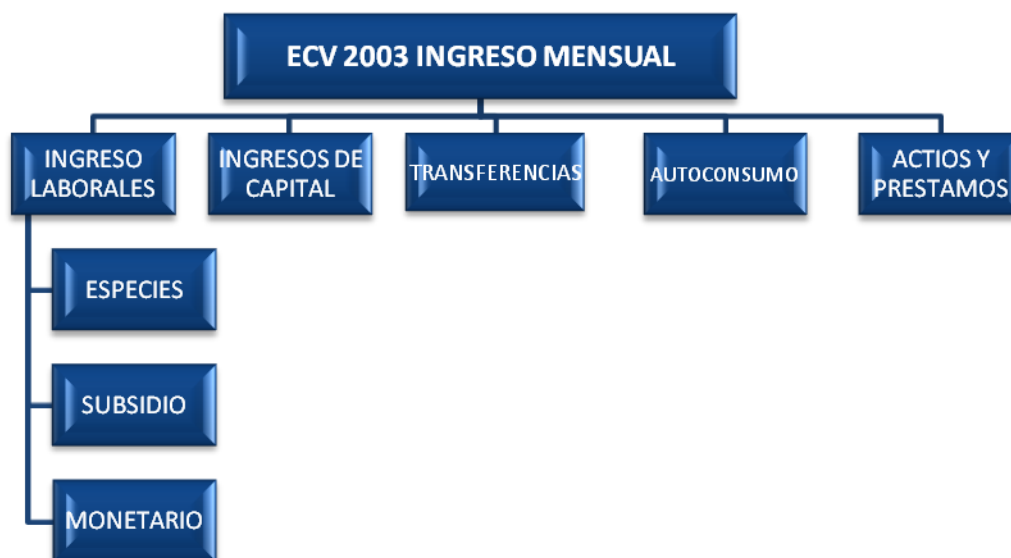 ECV 2003 INGRESO MENSUAL
INGRESO
LABORALES
INGRESOS DE
CAPITAL
TRANSFERENCIAS
AUTOCONSUMO
ACTIOS Y
PRESTAMOS
ESPECIES
SUBSIDIO
MONETARIO